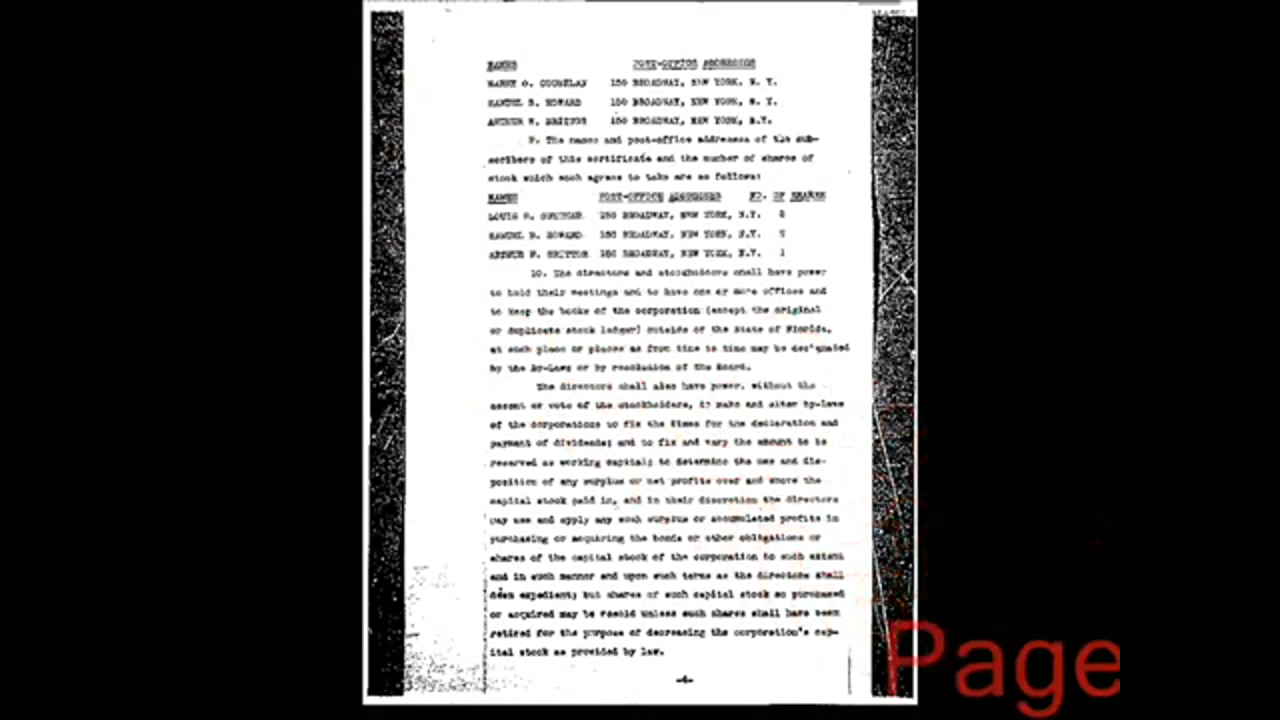 NAMES POST-OFFICE ADDRESSES
HARRY O. COUGHLAN 150 BROADWAY, NEW YORK, N. Y.
SAMUEL B. HOWARD 150 BROADWAY, NEW YORK, N. Y.
ARTHUR W. BRITTON 150 BROADWAY, NEW YORK, N.Y.
9. The names and post-office addresses of the sub-
scribers of this certificate and the number of shares of
stock which each agrees to take are as follows:
NAMES POST-OFFICE ADDRESSES NO. OF SHARES
LOUIS 150 BROADWAY, NEW YORK, N.Y.
SAMUEL B. HOWARD 150 BROADWAY, NEW YORK, N.Y.
ARTHUR W. BRITTON 150 BROADWAY, NEW YORK, N.Y. 1
10. The directors and stockholders shall have power
to hold their meetings and to have one or more offices and
to keep the books of the corporation (except the original
or duplicate stock ledger) outside of the State of Florida,
at such place or places as from time to time may be designated
by the By-Laws or by resolution of the Board.
The directors shall also have power, without the
assent or vote of the stockholders, to make and alter by-laws
of the corporation; to fix the times for the declaration and
payment of dividends; and to fix and vary the amount to be
reserved as working capital; to determine the use and dis-
position of any surplus or net profits over and above the
capital stock paid in, and in their discretion the directors
may use and apply any such surplus or accumulated profits in
purchasing or acquiring the bonds or other obligations or
shares of the capital stock of the corporation to such extent
and in such manner and upon such terms as the directors shall
deem expedient; but shares of such capital stock so purchased
or acquired may be resold unless such shares shall have been
retired for the purpose of decreasing the corporation's cap-
ital stock as provided by law.
-4-
Page